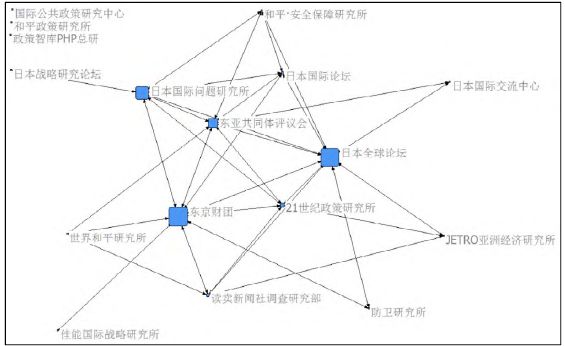 国际公共政策研究中心
和平政策研究所
政策智库PHP总研
和平·安全保障研究所
日本战略研究论坛
日本国际论坛
日本国际问题研究所
日本国际交流中心
东亚共同体评议会
日本全球论坛
东京财团
21世纪政策研究所
世界和平研究所
JETRO亚洲经济研究所
读卖新闻社调查研究部
防卫研究所
佳能国际战略研究所